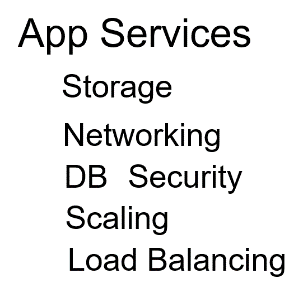 App Services
Storage
Networking
DB Security
Scaling
Load Balancing